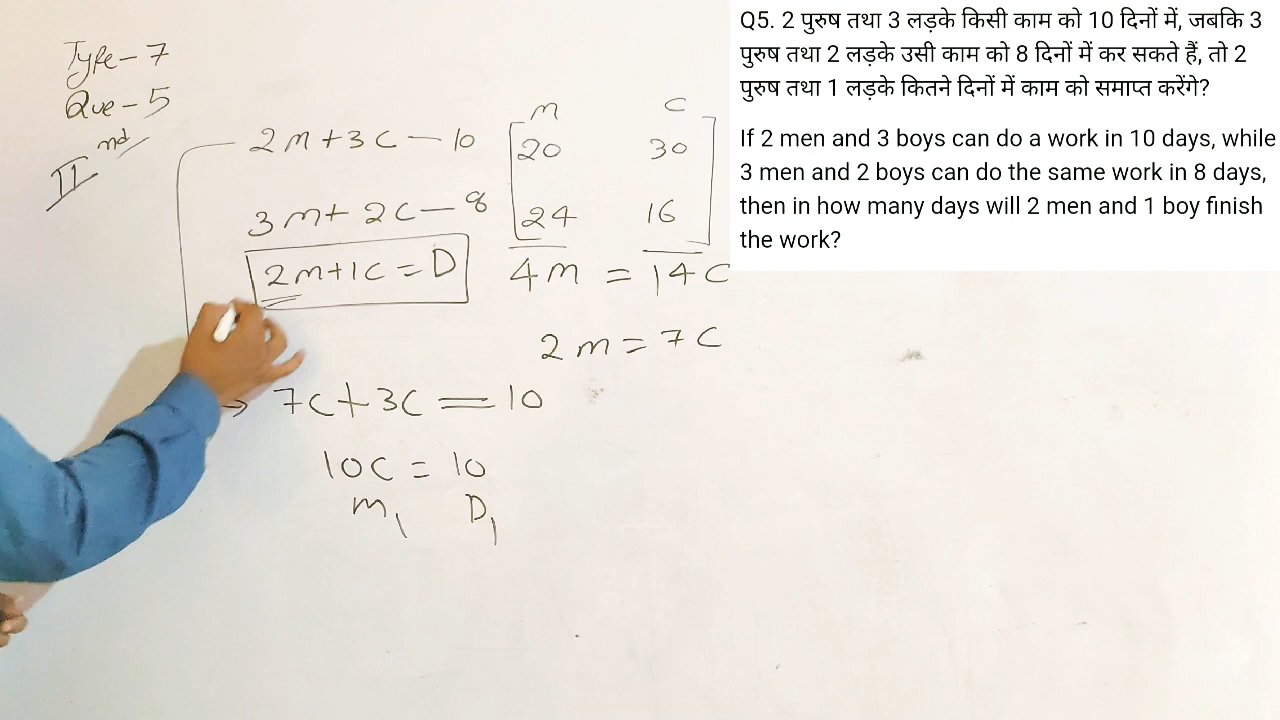 Type-7
Que-5
IInd
2m+3c-10
3m+2c-8
2m+1c=D
m c
20 30
24 16
4m = 14c
2m=7c
→ 7c+3c=10
10c=10
m1 D1
Q5. 2 पुरुष तथा 3 लड़के किसी काम को 10 दिनों में, जबकि 3
पुरुष तथा 2 लड़के उसी काम को 8 दिनों में कर सकते हैं, तो 2
पुरुष तथा 1 लड़के कितने दिनों में काम को समाप्त करेंगे?
If 2 men and 3 boys can do a work in 10 days, while
3 men and 2 boys can do the same work in 8 days,
then in how many days will 2 men and 1 boy finish
the work?